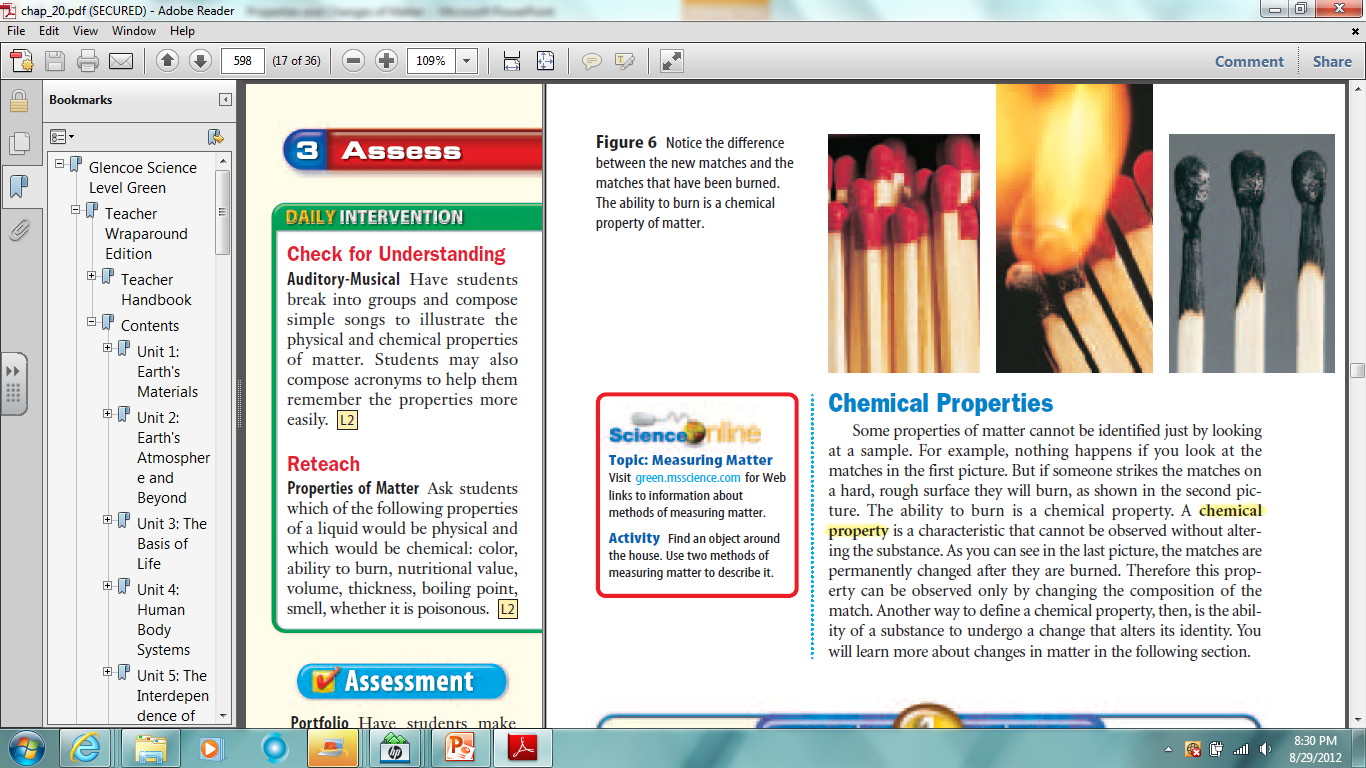 chap_20.pdf (SECURED) - Adobe Reader
Properties and Changes of Matter - Microsoft PowerPoint
File Edit View Window Help
598 (17 of 36) 109% Comment Share
Bookmarks
Glencoe Science
Level Green
Teacher
Wraparound
Edition
Teacher
Handbook
Contents
Unit 1:
Earth's
Materials
Unit 2:
Earth's
Atmospher
e and
Beyond
Unit 3: The
Basis of
Life
Unit 4:
Human
Body
Systems
Unit 5: The
Interdepen
dence of
3 Assess
DAILY INTERVENTION
Check for Understanding
Auditory-Musical Have students
break into groups and compose
simple songs to illustrate the
physical and chemical properties
of matter. Students may also
compose acronyms to help them
remember the properties more
easily. L2
Reteach
Properties of Matter Ask students
which of the following properties
of a liquid would be physical and
which would be chemical: color,
ability to burn, nutritional value,
volume, thickness, boiling point,
smell, whether it is poisonous. L2
Assessment
Portfolio Have students make
Figure 6 Notice the difference
between the new matches and the
matches that have been burned.
The ability to burn is a chemical
property of matter.
Science Online
Topic: Measuring Matter
Visit green.msscience.com for Web
links to information about
methods of measuring matter.
Activity Find an object around
the house. Use two methods of
measuring matter to describe it.
Chemical Properties
Some properties of matter cannot be identified just by looking
at a sample. For example, nothing happens if you look at the
matches in the first picture. But if someone strikes the matches on
a hard, rough surface they will burn, as shown in the second pic-
ture. The ability to burn is a chemical property. A chemical
property is a characteristic that cannot be observed without alter-
ing the substance. As you can see in the last picture, the matches are
permanently changed after they are burned. Therefore this prop-
erty can be observed only by changing the composition of the
match. Another way to define a chemical property, then, is the abil-
ity of a substance to undergo a change that alters its identity. You
will learn more about changes in matter in the following section.
8:30 PM
8/29/2012